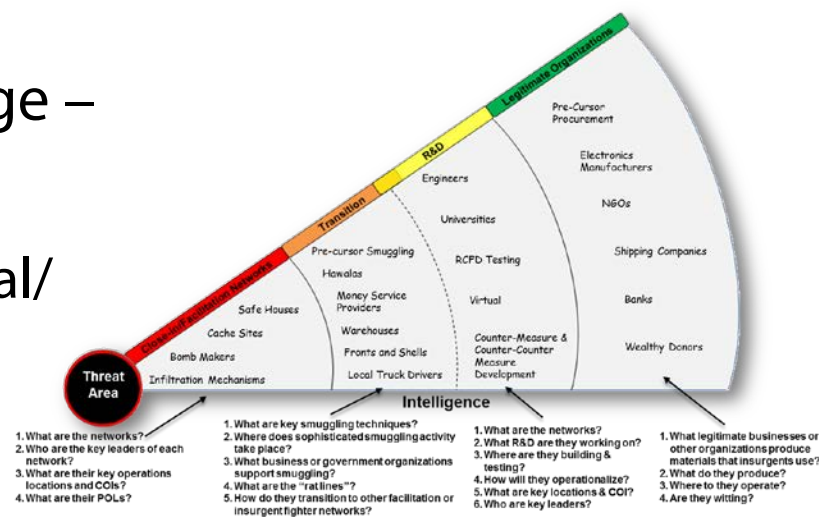 ge –
al/
Legitimate Organizations
R&D
Transition
Close-in/Facilitation Networks
Threat
Area
Safe Houses
Cache Sites
Bomb Makers
Infiltration Mechanisms
Pre-cursor Smuggling
Hawalas
Money Service
Providers
Warehouses
Fronts and Shells
Local Truck Drivers
Engineers
Universities
RCPD Testing
Virtual
Counter-Measure &
Counter-Counter
Measure
Development
Pre-Cursor
Procurement
Electronics
Manufacturers
NGOs
Shipping Companies
Banks
Wealthy Donors
Intelligence
1. What are the networks?
2. Who are the key leaders of each
network?
3. What are their key operations
locations and COIs?
4. What are their POLs?
1. What are key smuggling techniques?
2. Where does sophisticated smuggling activity
take place?
3. What business or government organizations
support smuggling?
4. What are the "rat lines"?
5. How do they transition to other facilitation or
insurgent fighter networks?
1. What are the networks?
2. What R&D are they working on?
3. Where are they building &
testing?
4. How will they operationalize?
5. What are key locations & COI?
6. Who are key leaders?
1. What legitimate businesses or
other organizations produce
materials that insurgents use?
2. What do they produce?
3. Where to they operate?
4. Are they witting?